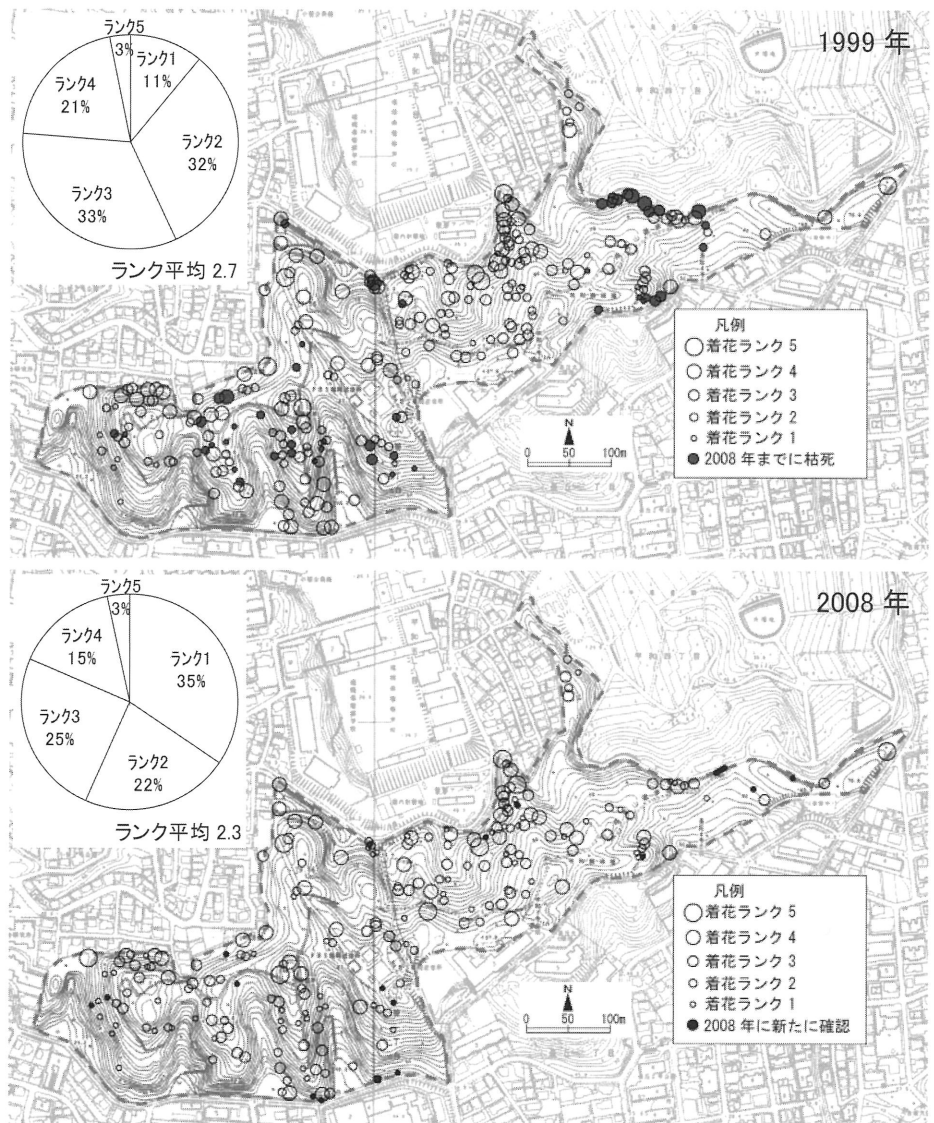 1999 年
ランク5
3%
ランク1
11%
ランク4
21%
ランク2
32%
ランク3
33%
ランク平均 2.7
凡例
着花ランク 5
着花ランク 4
着花ランク 3
着花ランク 2
着花ランク 1
2008 年までに枯死
N
0 50 100m
2008 年
ランク5
3%
ランク4
15%
ランク1
35%
ランク3
25%
ランク2
22%
ランク平均 2.3
凡例
着花ランク 5
着花ランク 4
着花ランク 3
着花ランク 2
着花ランク 1
2008 年に新たに確認
N
0 50 100m